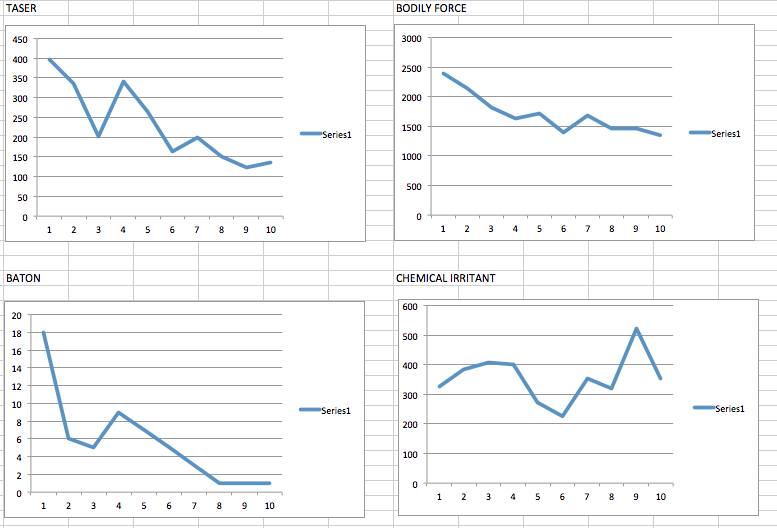 TASER
450
400
350
300
250
200
150
100
50
0
1 2 3 4 5 6 7 8 9 10
Series1
BODILY FORCE
3000
2500
2000
1500
1000
500
0
1 2 3 4 5 6 7 8 9 10
Series1
BATON
20
18
16
14
12
10
8
6
4
2
0
1 2 3 4 5 6 7 8 9 10
Series1
CHEMICAL IRRITANT
600
500
400
300
200
100
0
1 2 3 4 5 6 7 8 9 10
Series1